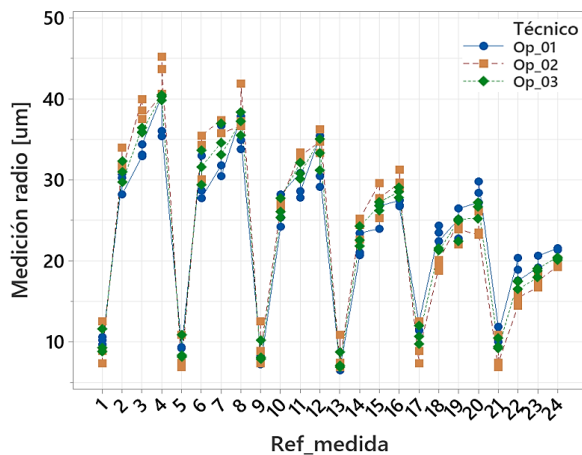 50
40
30
20
10
Medición radio [um]
Técnico
Op_01
Op_02
Op_03
1 2 3 4 5 6 7 8 9 10 11 12 13 14 15 16 17 18 19 20 21 22 23 24
Ref_medida